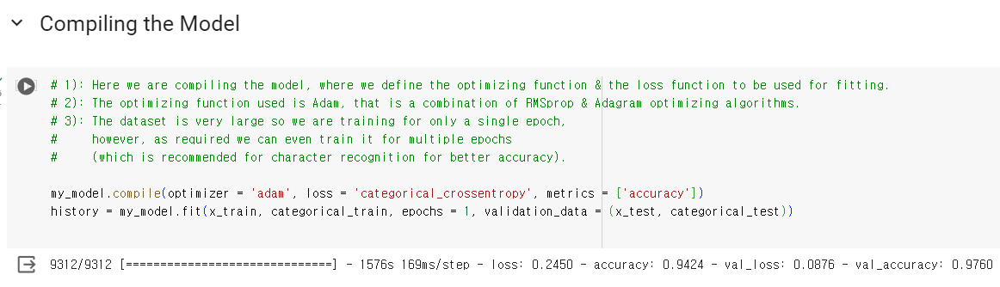 Compiling the Model
# 1): Here we are compiling the model, where we define the optimizing function & the loss function to be used for fitting.
# 2): The optimizing function used is Adam, that is a combination of RMSprop & Adagram optimizing algorithms.
# 3): The dataset is very large so we are training for only a single epoch,
#     however, as required we can even train it for multiple epochs
#     (which is recommended for character recognition for better accuracy).
my_model.compile(optimizer = 'adam', loss = 'categorical_crossentropy', metrics = ['accuracy'])
history = my_model.fit(x_train, categorical_train, epochs = 1, validation_data = (x_test, categorical_test))
9312/9312 [==============================] - 1576s 169ms/step - loss: 0.2450 - accuracy: 0.9424 - val_loss: 0.0876 - val_accuracy: 0.9760